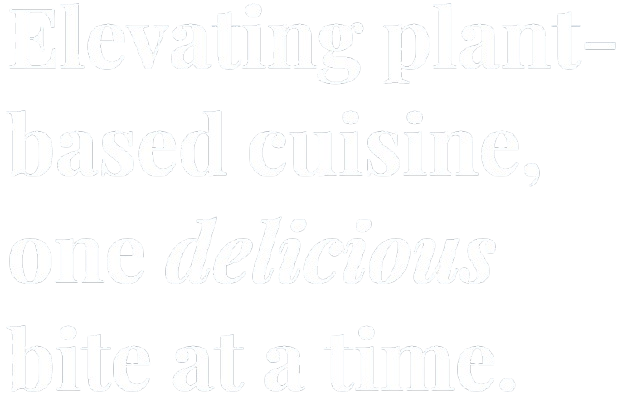 Elevating plant-
based cuisine,
one delicious
bite at a time.